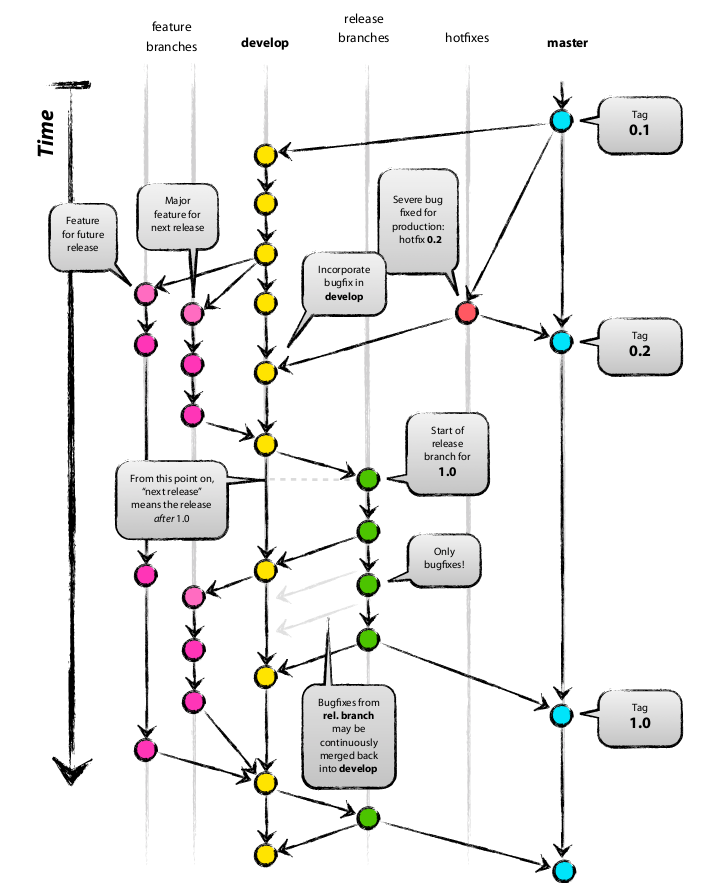 feature
branches
develop
release
branches
hotfixes
master
Time
Tag
0.1
Major
feature for
next release
Feature
for future
release
Severe bug
fixed for
production:
hotfix 0.2
Incorporate
bugfix in
develop
Tag
0.2
Start of
release
branch for
1.0
From this point on,
“next release”
means the release
after 1.0
Only
bugfixes!
Bugfixes from
rel. branch
may be
continuously
merged back
into develop
Tag
1.0